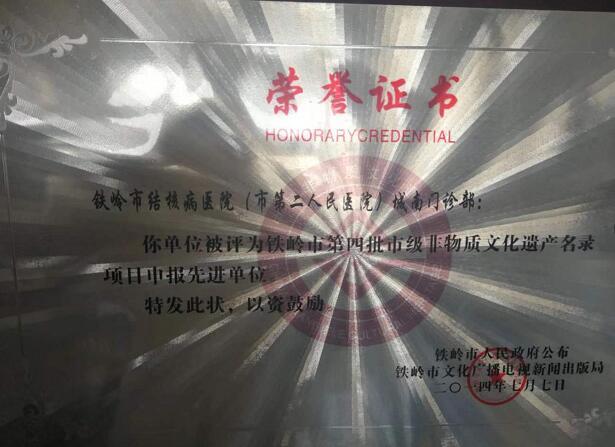 荣誉证书
HONORARYCREDENTIAL
铁岭市结核病医院（市第二人民医院）城南门诊部：
你单位被评为铁岭市第四批市级非物质文化遗产名录
项目申报先进单位
特发此状，以资鼓励。
铁岭市人民政府公布
铁岭市文化广播电视新闻出版局
二〇一四年七月七日